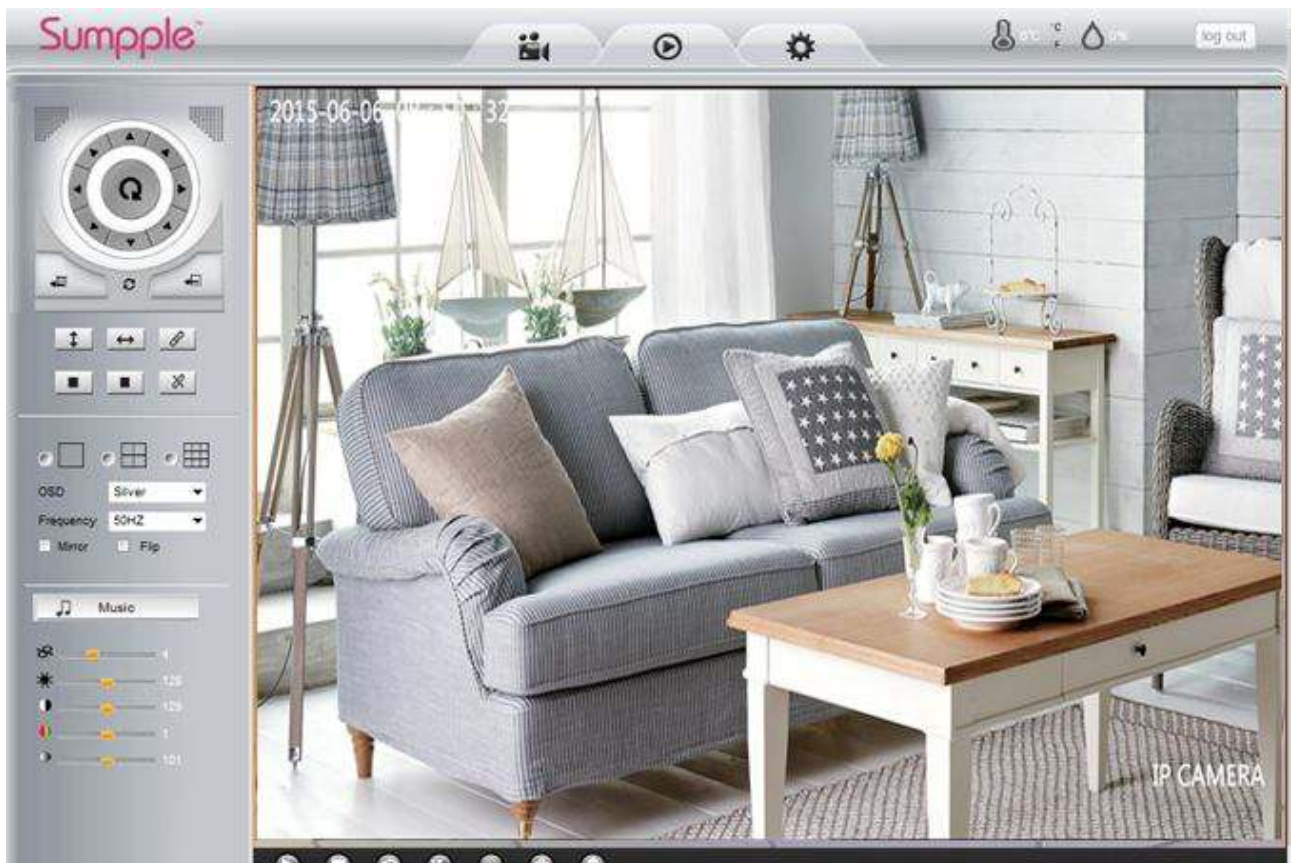 Sumpple
°C
F
log out
2015-06-06
32
OSD Silver
Frequency 50HZ
Mirror Flip
Music
4
128
1
101
IP CAMERA